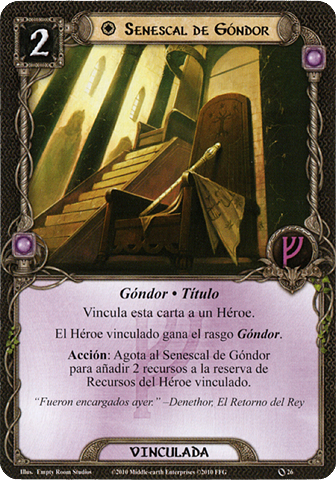 2
Senescal de Góndor
Góndor • Título
Vincula esta carta a un Héroe.
El Héroe vinculado gana el rasgo Góndor.
Acción: Agota al Senescal de Góndor
para añadir 2 recursos a la reserva de
Recursos del Héroe vinculado.
“Fueron encargados ayer.” –Denethor, El Retorno del Rey
VINCULADA
Illus. Empty Room Studios ©2010 Middle-earth Enterprises ©2010 FFG 26